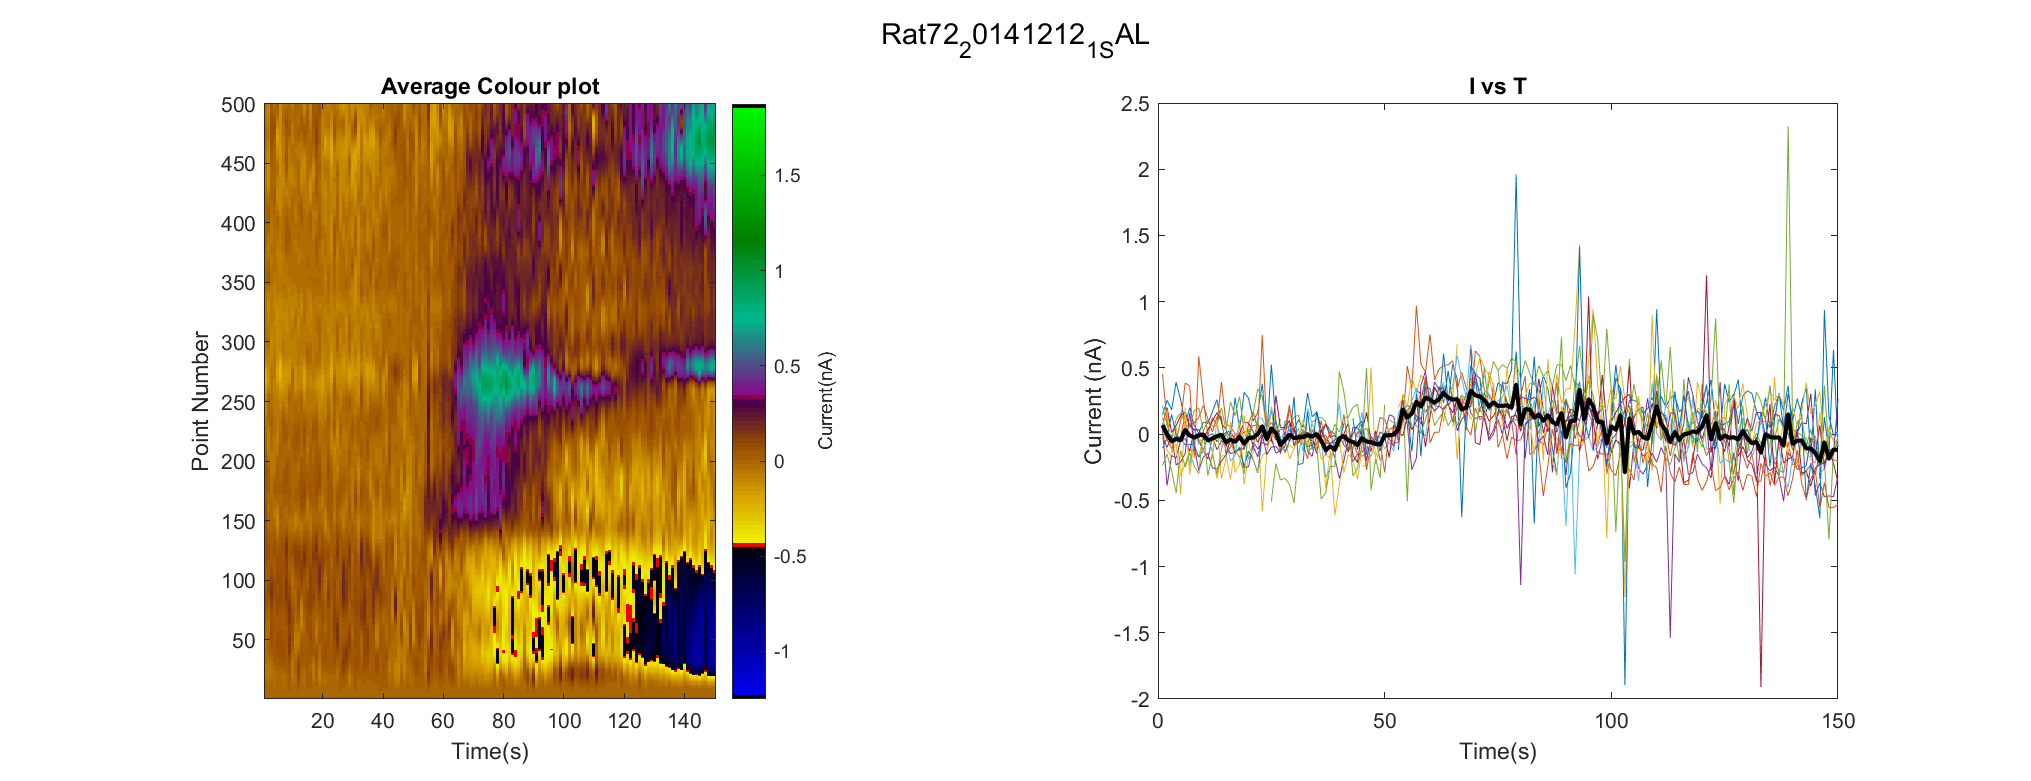 Rat72₂0141212₁SAL
Average Colour plot
500
450
400
350
300
250
200
150
100
50
Point Number
20 40 60 80 100 120 140
Time(s)
1.5
1
0.5
0
-0.5
-1
Current(nA)
I vs T
2.5
2
1.5
1
0.5
0
-0.5
-1
-1.5
-2
Current (nA)
0 50 100 150
Time(s)